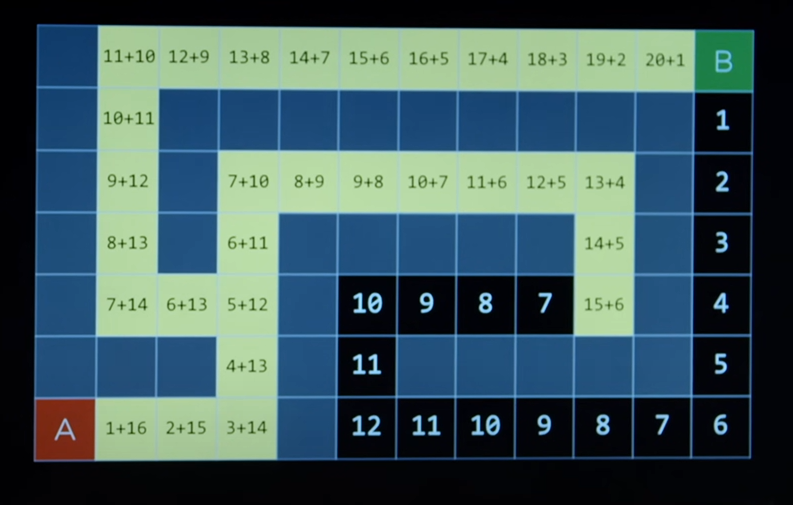 11+10 12+9 13+8 14+7 15+6 16+5 17+4 18+3 19+2 20+1 B
10+11 1
9+12 7+10 8+9 9+8 10+7 11+6 12+5 13+4 2
8+13 6+11 14+5 3
7+14 6+13 5+12 10 9 8 7 15+6 4
4+13 11 5
A 1+16 2+15 3+14 12 11 10 9 8 7 6